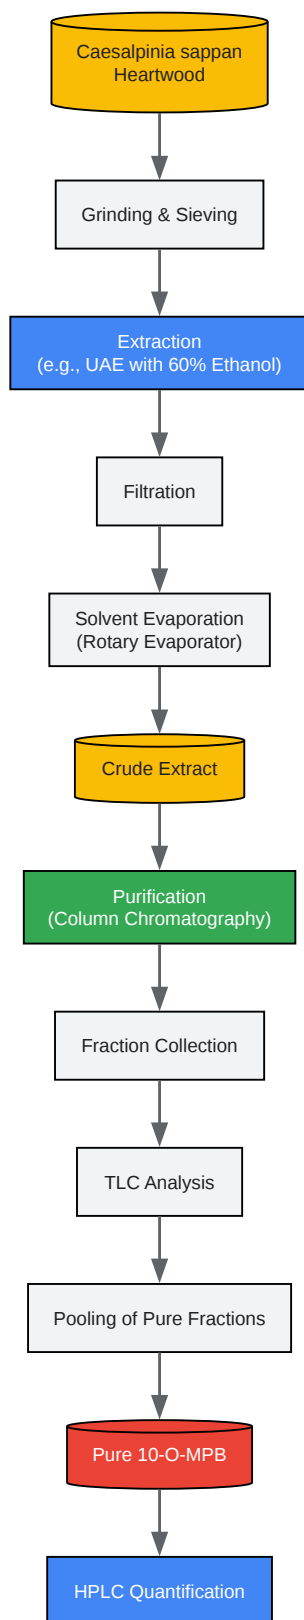 Caesalpinia sappan
Heartwood
Grinding & Sieving
Extraction
(e.g., UAE with 60% Ethanol)
Filtration
Solvent Evaporation
(Rotary Evaporator)
Crude Extract
Purification
(Column Chromatography)
Fraction Collection
TLC Analysis
Pooling of Pure Fractions
Pure 10-O-MPB
HPLC Quantification